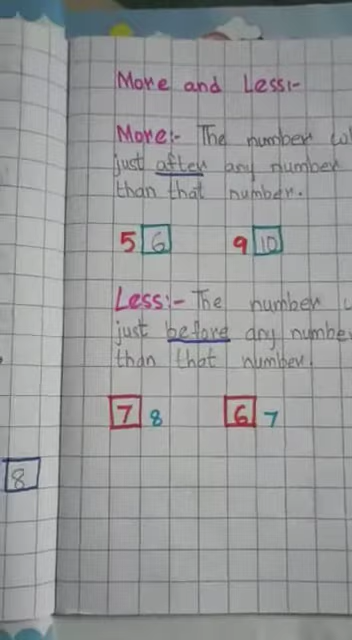 More and Less:-
More:- The number
just after any number
than that number.
5 6 9 10
Less:- The number
just before any
than that number.
7 8 6 7
8